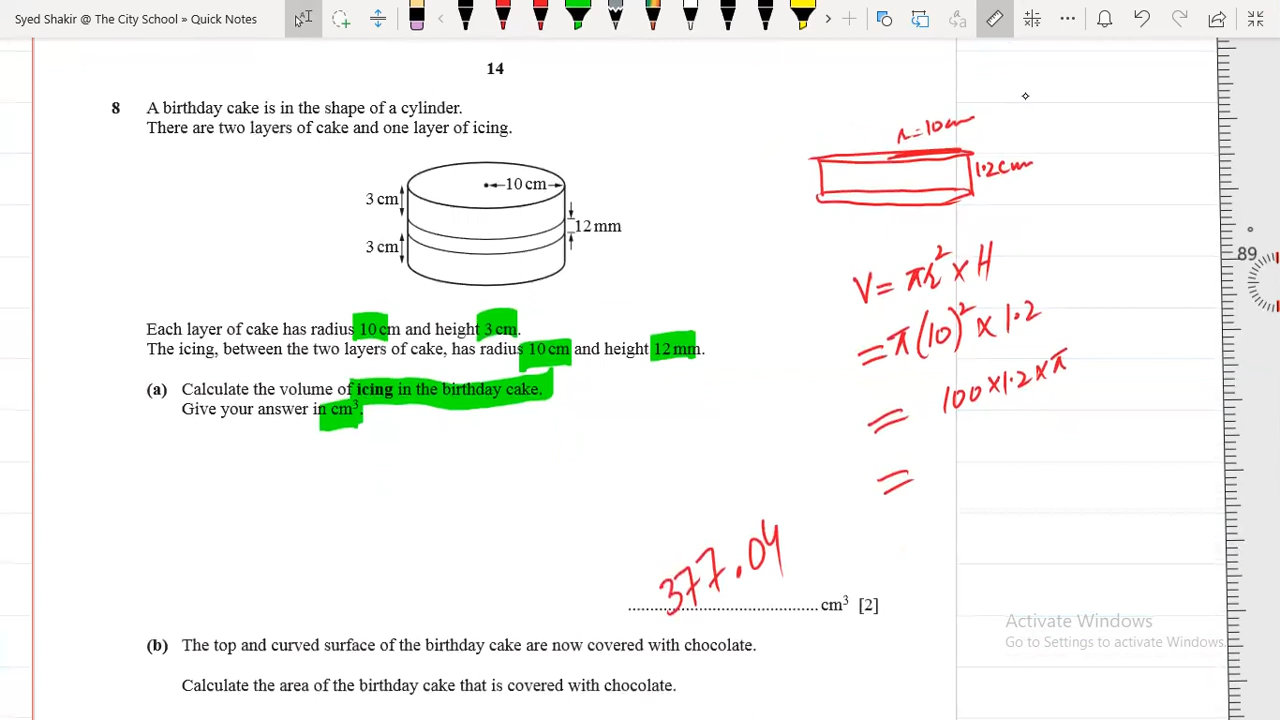 Syed Shakir @ The City School » Quick Notes
14
8 A birthday cake is in the shape of a cylinder.
There are two layers of cake and one layer of icing.
r=10cm
1.2cm
10 cm
3 cm
12 mm
3 cm
89
V = πr² × H
= π(10)² × 1.2
= 100×1.2×π
=
Each layer of cake has radius 10 cm and height 3 cm.
The icing, between the two layers of cake, has radius 10 cm and height 12 mm.
(a) Calculate the volume of icing in the birthday cake.
Give your answer in cm³.
377.04
cm³ [2]
Activate Windows
Go to Settings to activate Windows.
(b) The top and curved surface of the birthday cake are now covered with chocolate.
Calculate the area of the birthday cake that is covered with chocolate.